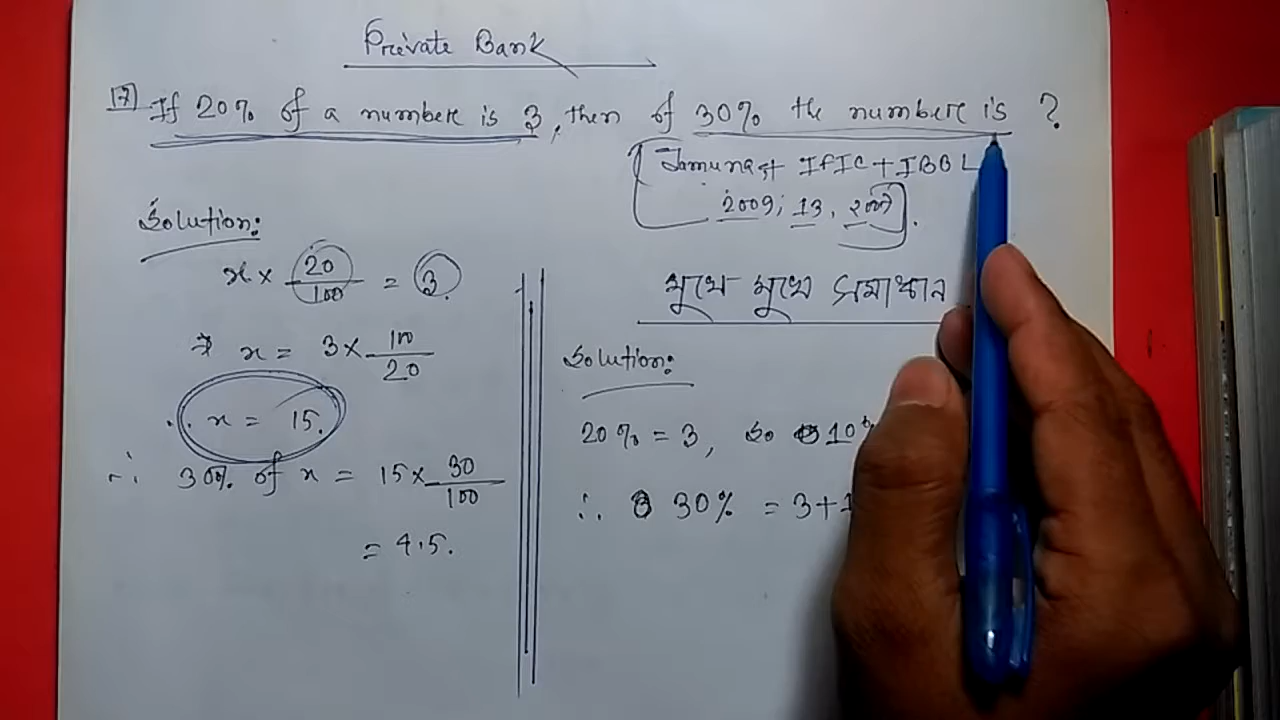 Private Bank
17 If 20% of a number is 3, then of 30% the number is ?
Jamuna + IFIC + IBBL
2009, 13,
Solution:
x × 20/100 = 3.
মুখে মুখে সমাধান
⇒ x = 3 × 100/20
Solution:
∴ x = 15.
20% = 3, so 10%
∴ 30% of x = 15 × 30/100
∴ 30% = 3+1
= 4.5.